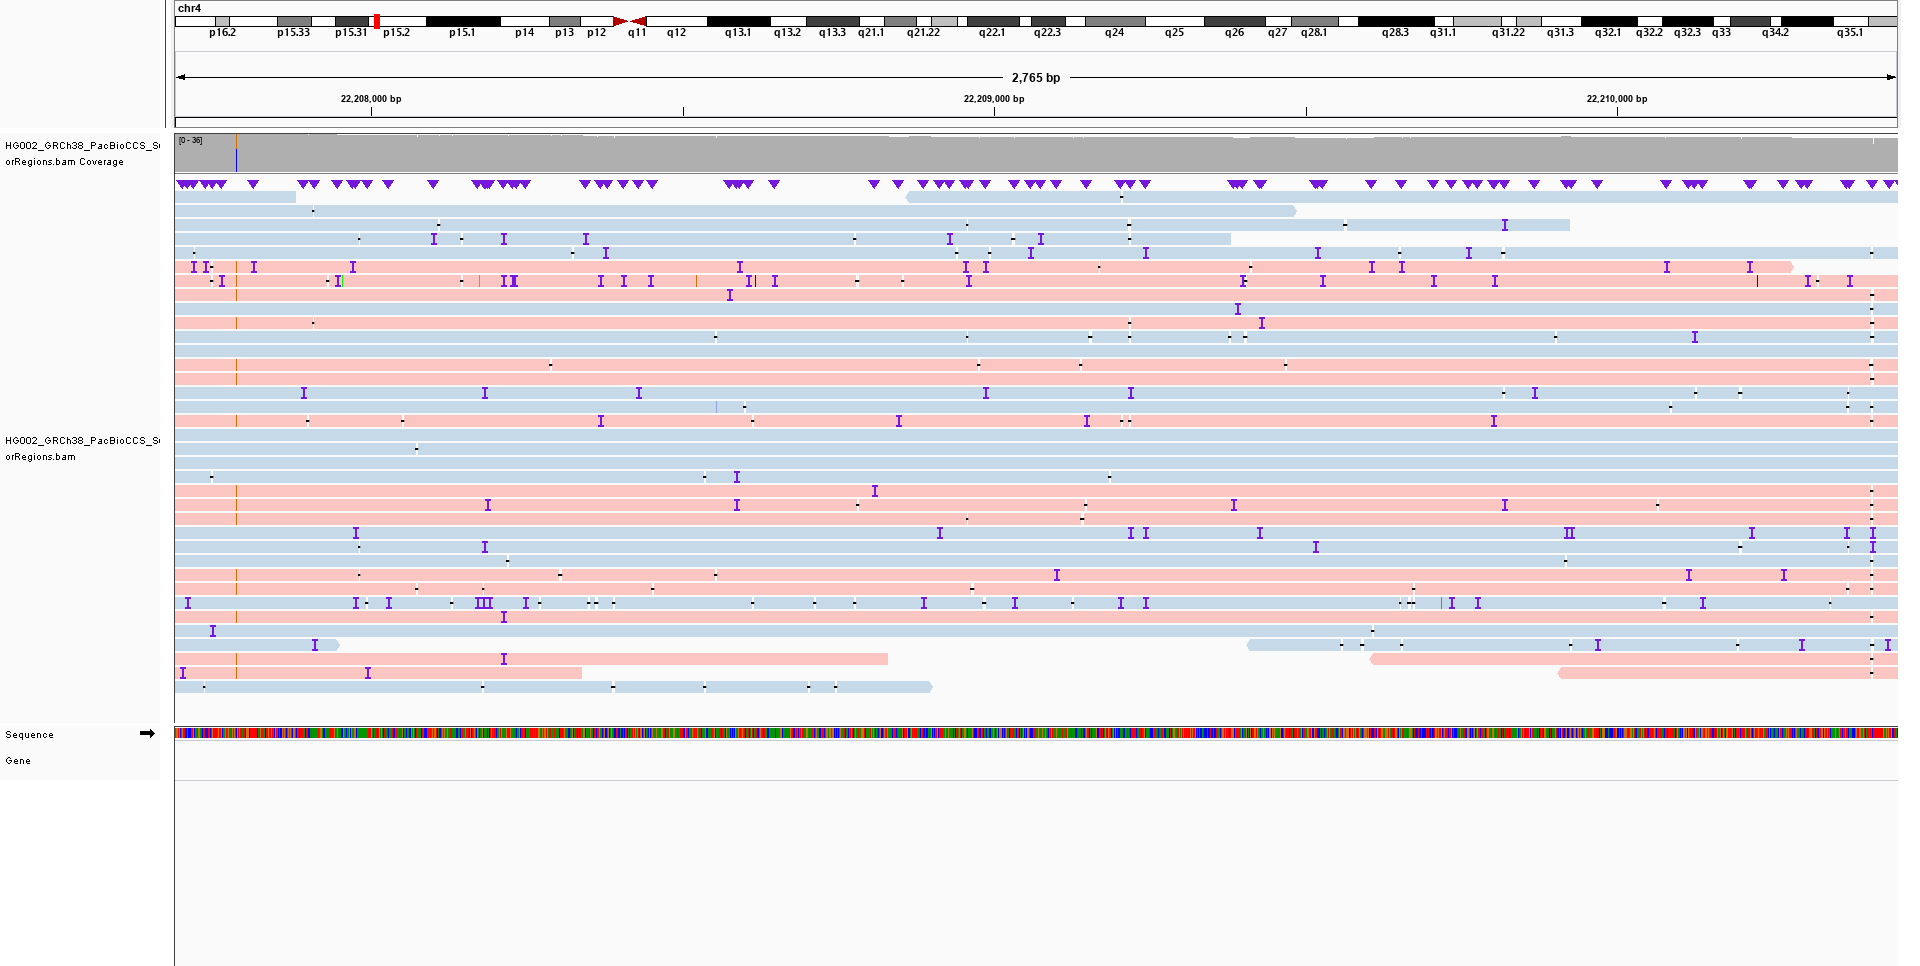 chr4
p16.2 p15.33 p15.31 p15.2 p15.1 p14 p13 p12 q11 q12 q13.1 q13.2 q13.3 q21.1 q21.22 q22.1 q22.3 q24 q25 q26 q27 q28.1 q28.3 q31.1 q31.22 q31.3 q32.1 q32.2 q32.3 q33 q34.2 q35.1
2,765 bp
22,208,000 bp 22,209,000 bp 22,210,000 bp
[0 - 36]
HG002_GRCh38_PacBioCCS_S
orRegions.bam Coverage
HG002_GRCh38_PacBioCCS_S
orRegions.bam
Sequence
Gene